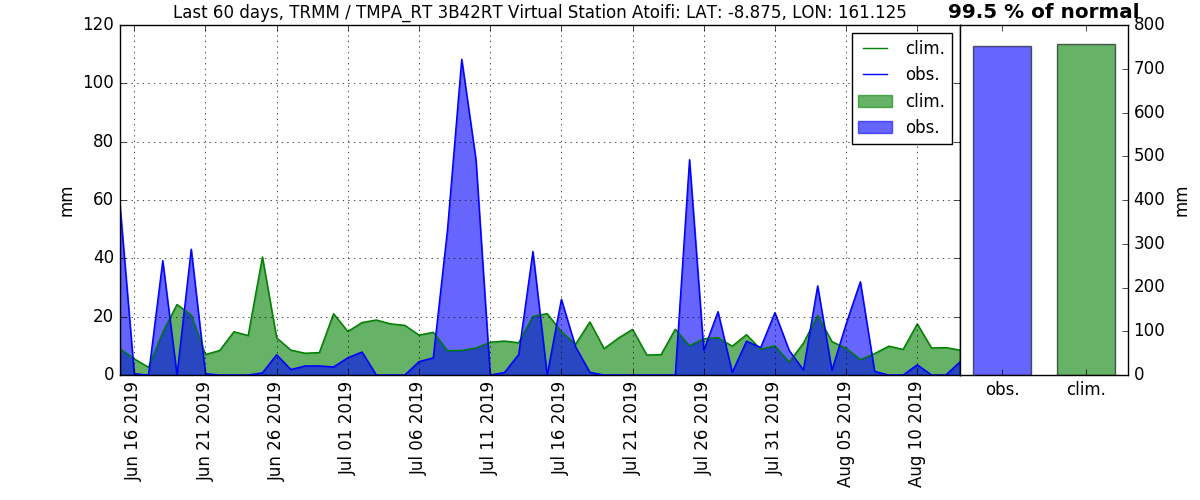 Last 60 days, TRMM / TMPA_RT 3B42RT Virtual Station Atoifi: LAT: -8.875, LON: 161.125
99.5 % of normal
120
100
80
60
40
20
0
mm
clim.
obs.
clim.
obs.
800
700
600
500
400
300
200
100
0
mm
Jun 16 2019
Jun 21 2019
Jun 26 2019
Jul 01 2019
Jul 06 2019
Jul 11 2019
Jul 16 2019
Jul 21 2019
Jul 26 2019
Jul 31 2019
Aug 05 2019
Aug 10 2019
obs.
clim.